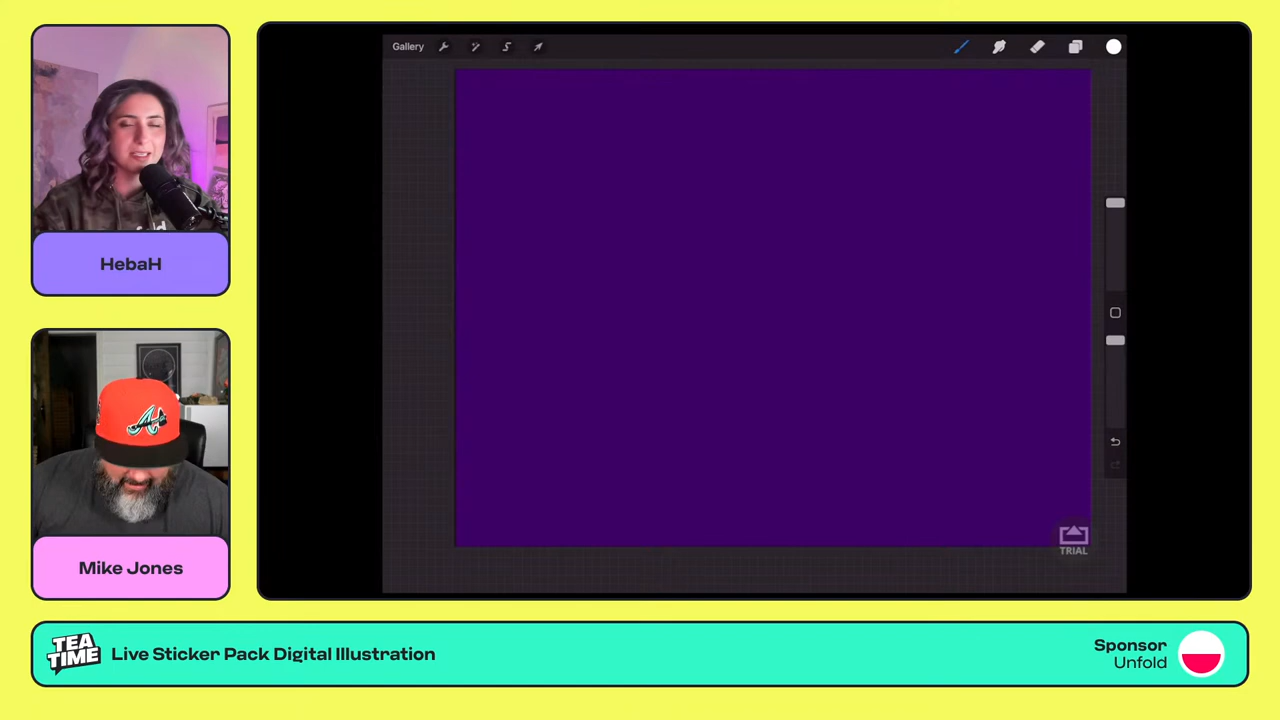 Gallery
HebaH
Mike Jones
TRIAL
TEA
TIME
Live Sticker Pack Digital Illustration
Sponsor
Unfold